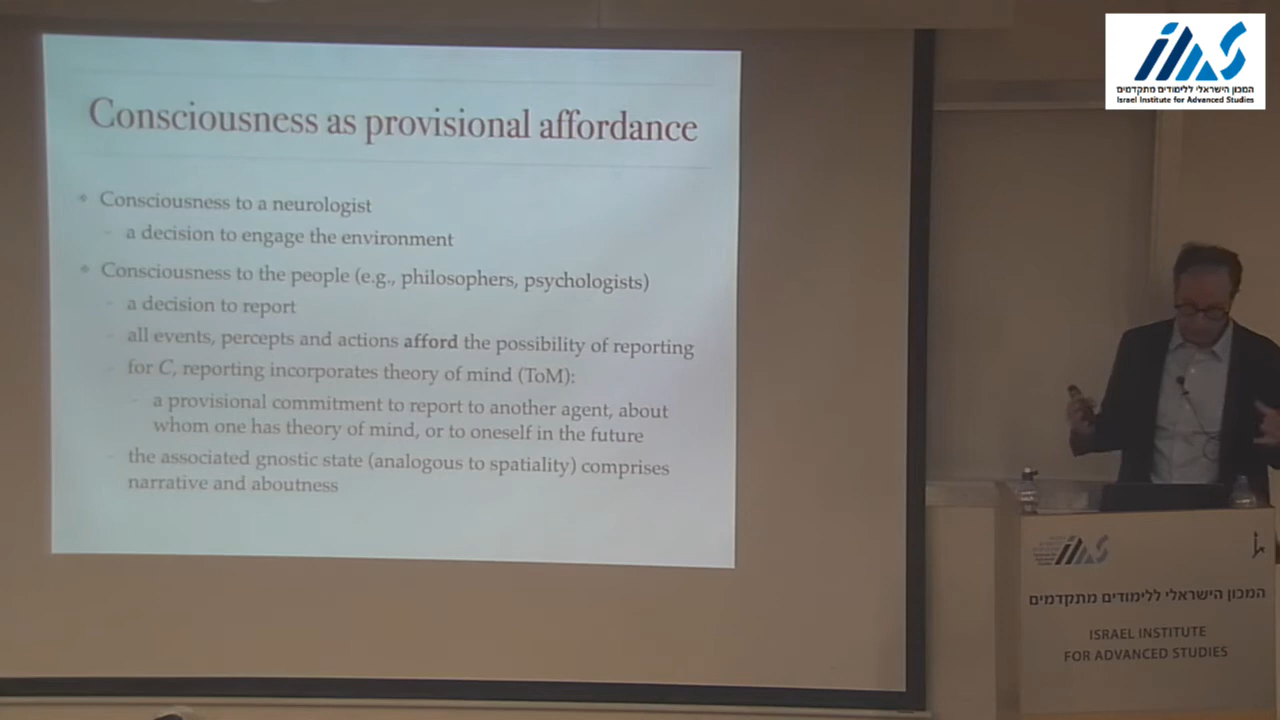 המכון הישראלי ללימודים מתקדמים
Israel Institute for Advanced Studies
Consciousness as provisional affordance
Consciousness to a neurologist
- a decision to engage the environment
Consciousness to the people (e.g., philosophers, psychologists)
- a decision to report
- all events, percepts and actions afford the possibility of reporting
- for C, reporting incorporates theory of mind (ToM):
- a provisional commitment to report to another agent, about
whom one has theory of mind, or to oneself in the future
- the associated gnostic state (analogous to spatiality) comprises
narrative and aboutness
המכון הישראלי ללימודים מתקדמים
ISRAEL INSTITUTE
FOR ADVANCED STUDIES